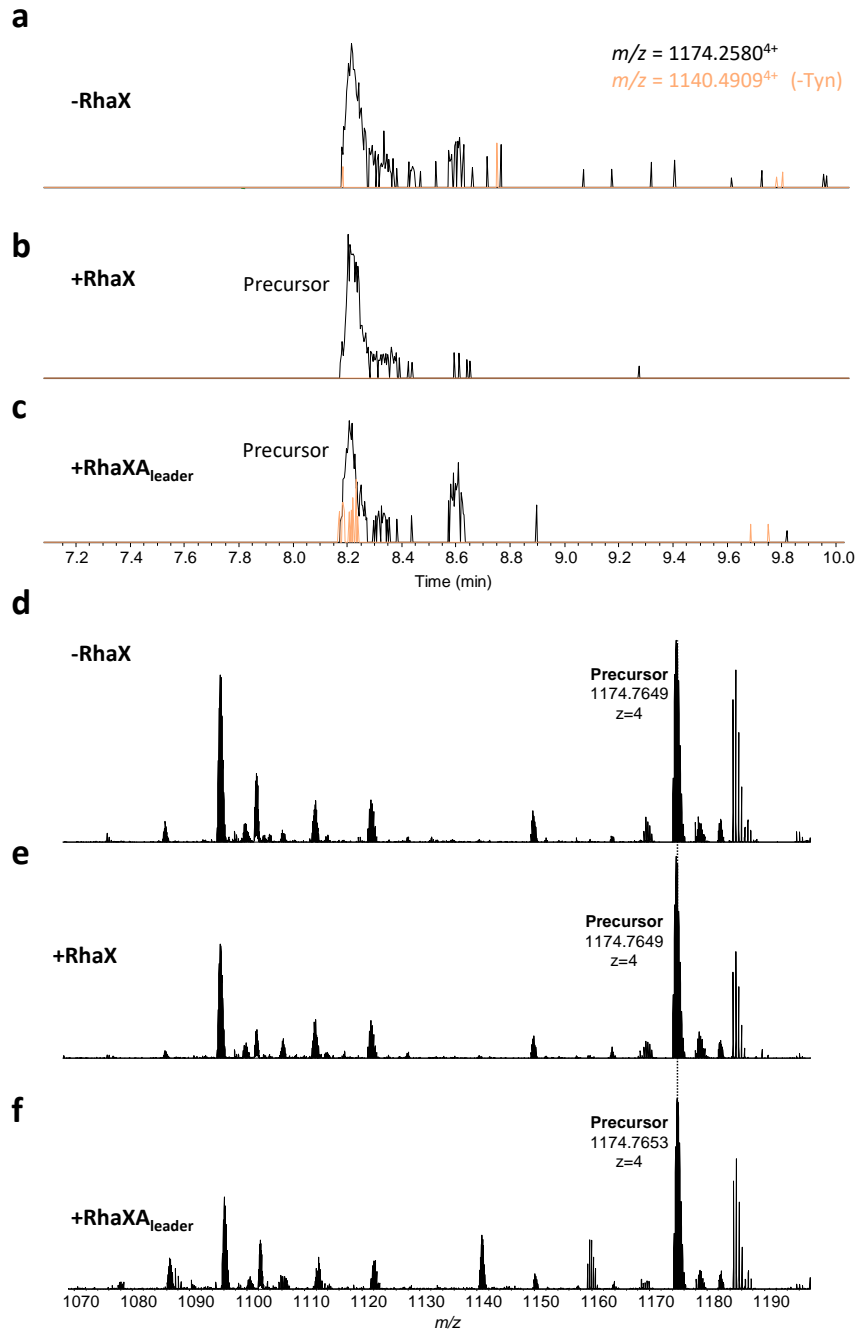 a
m/z = 1174.2580⁴⁺
m/z = 1140.4909⁴⁺ (-Tyn)
-RhaX
b
+RhaX
Precursor
c
+RhaXA_leader
Precursor
7.2 7.4 7.6 7.8 8.0 8.2 8.4 8.6 8.8 9.0 9.2 9.4 9.6 9.8 10.0
Time (min)
d
-RhaX
Precursor
1174.7649
z=4
e
+RhaX
Precursor
1174.7649
z=4
f
+RhaXA_leader
Precursor
1174.7653
z=4
1070 1080 1090 1100 1110 1120 1130 1140 1150 1160 1170 1180 1190
m/z